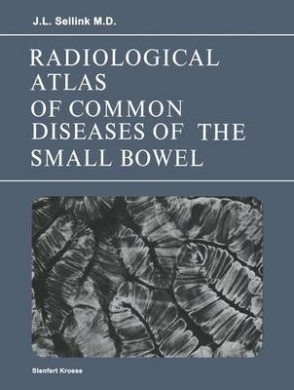 J.L. Sellink M.D.
RADIOLOGICAL
ATLAS
OF COMMON
DISEASES OF THE
SMALL BOWEL
Stenfert Kroese